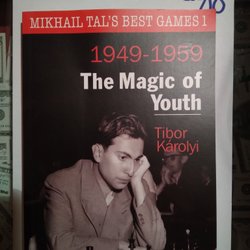 MIKHAIL TAL'S BEST GAMES 1
1949-1959
The Magic of
Youth
Tibor
Károlyi